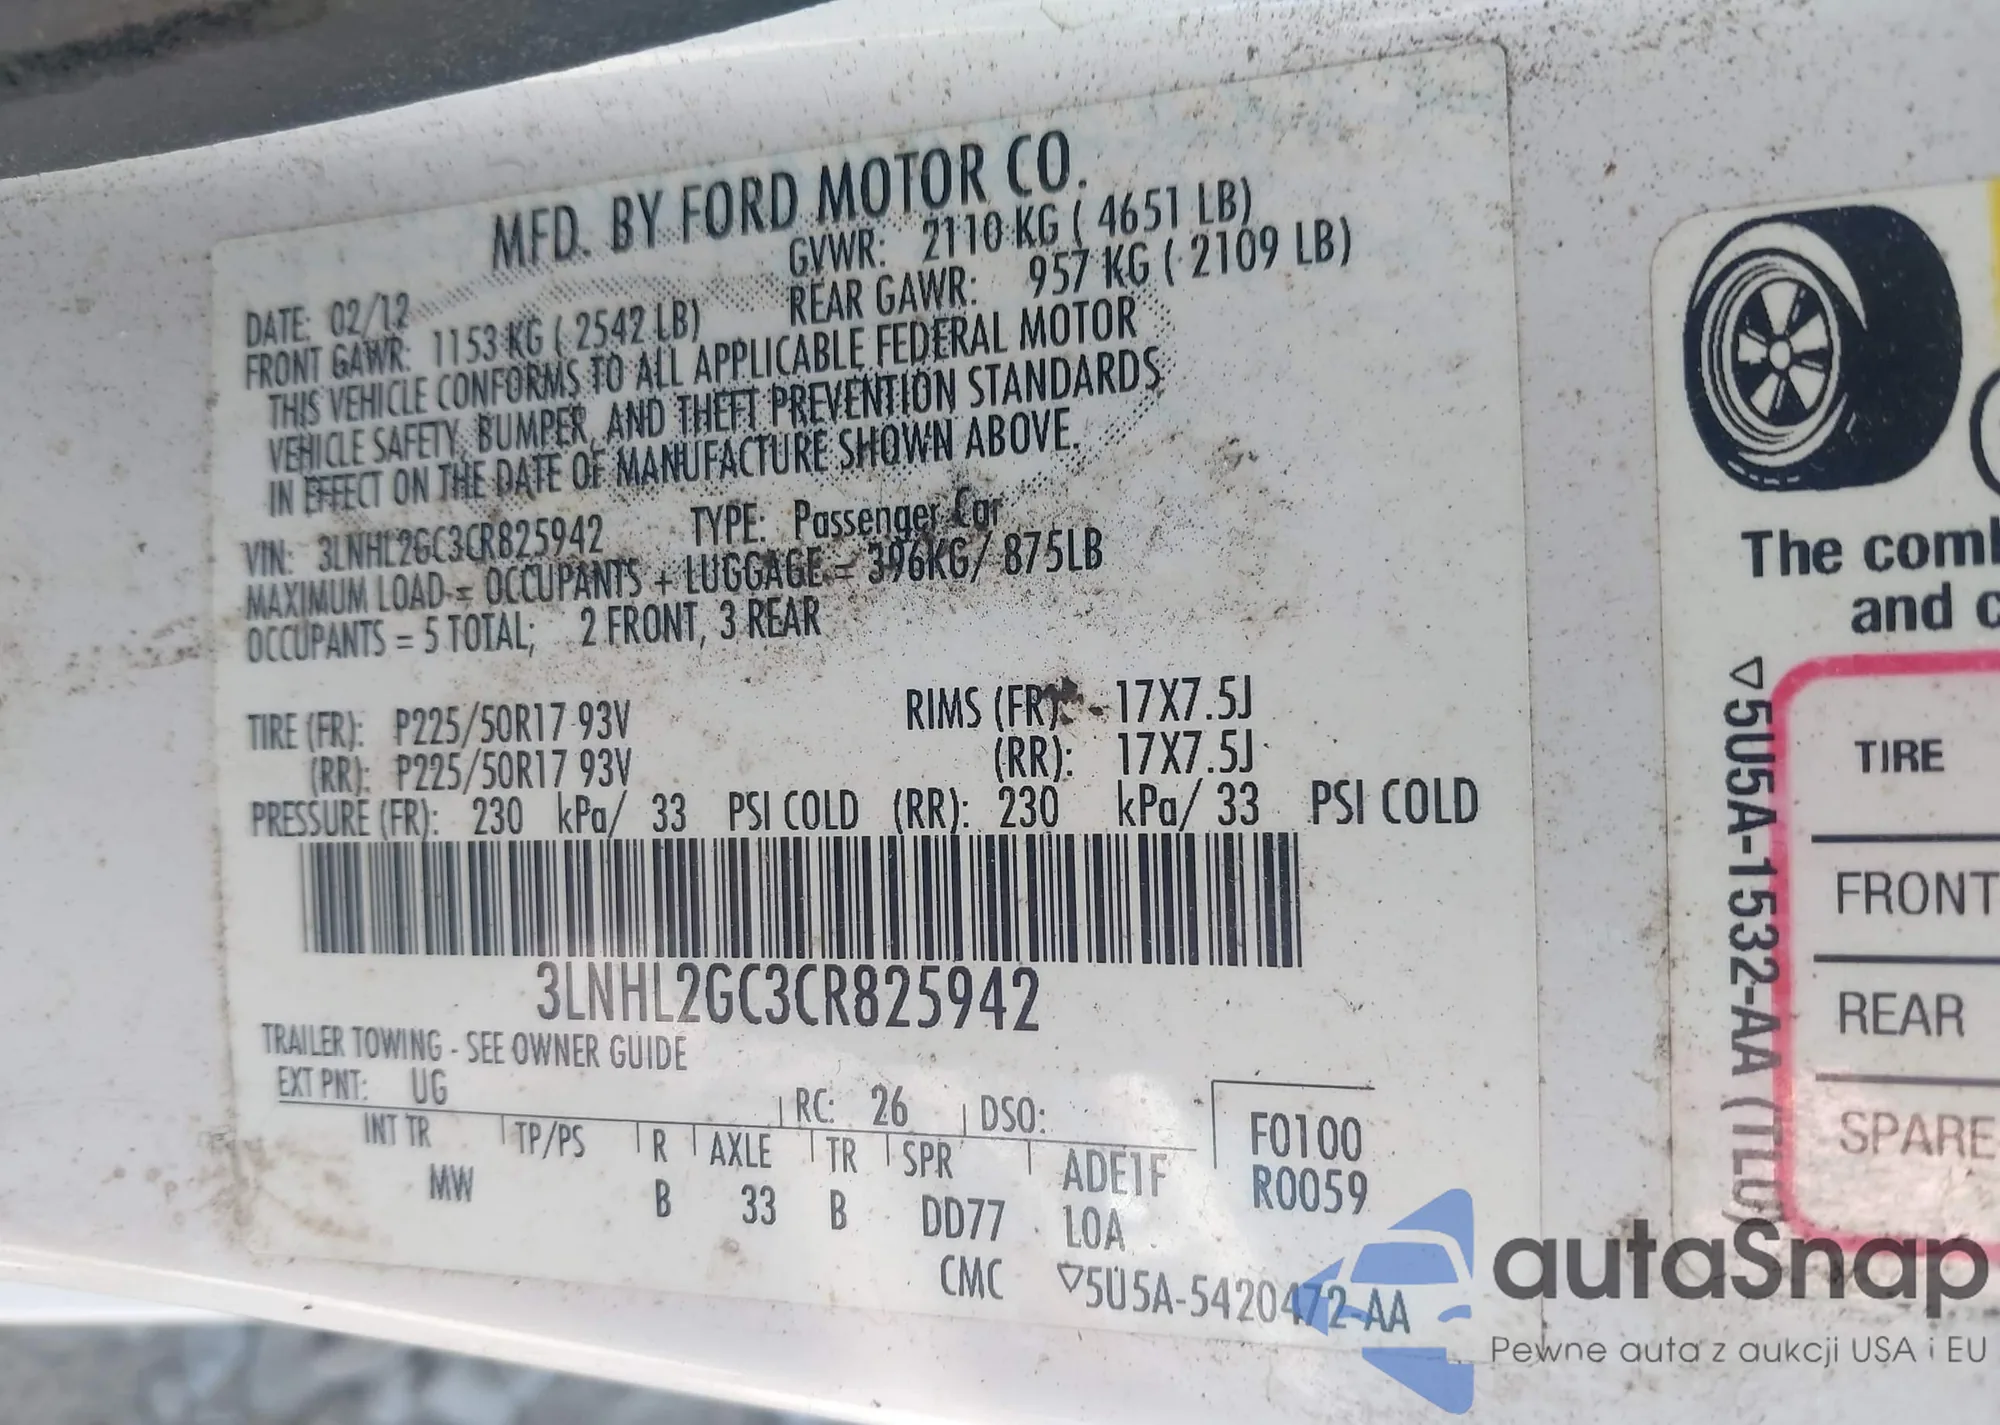 MFD. BY FORD MOTOR CO.
DATE: 02/12 GVWR: 2110 KG ( 4651 LB)
FRONT GAWR: 1153 KG ( 2542 LB) REAR GAWR: 957 KG ( 2109 LB)
THIS VEHICLE CONFORMS TO ALL APPLICABLE FEDERAL MOTOR
VEHICLE SAFETY, BUMPER, AND THEFT PREVENTION STANDARDS
IN EFFECT ON THE DATE OF MANUFACTURE SHOWN ABOVE.
VIN: 3LNHL2GC3CR825942 TYPE: Passenger Car
MAXIMUM LOAD = OCCUPANTS + LUGGAGE = 396KG/ 875LB
OCCUPANTS = 5 TOTAL; 2 FRONT, 3 REAR
TIRE (FR): P225/50R17 93V RIMS (FR): 17X7.5J
(RR): P225/50R17 93V (RR): 17X7.5J
PRESSURE (FR): 230 kPa/ 33 PSI COLD (RR): 230 kPa/ 33 PSI COLD
3LNHL2GC3CR825942
TRAILER TOWING - SEE OWNER GUIDE
EXT PNT: UG RC: 26 DSO:
INT TR TP/PS R AXLE TR SPR ADE1F
MW B 33 B DD77 LOA
CMC ▽5U5A-5420472-AA
F0100
R0059
The comb
and c
▽5U5A-1532-AA (TLU)
TIRE
FRONT
REAR
SPARE
autaSnap
Pewne auta z aukcji USA i EU